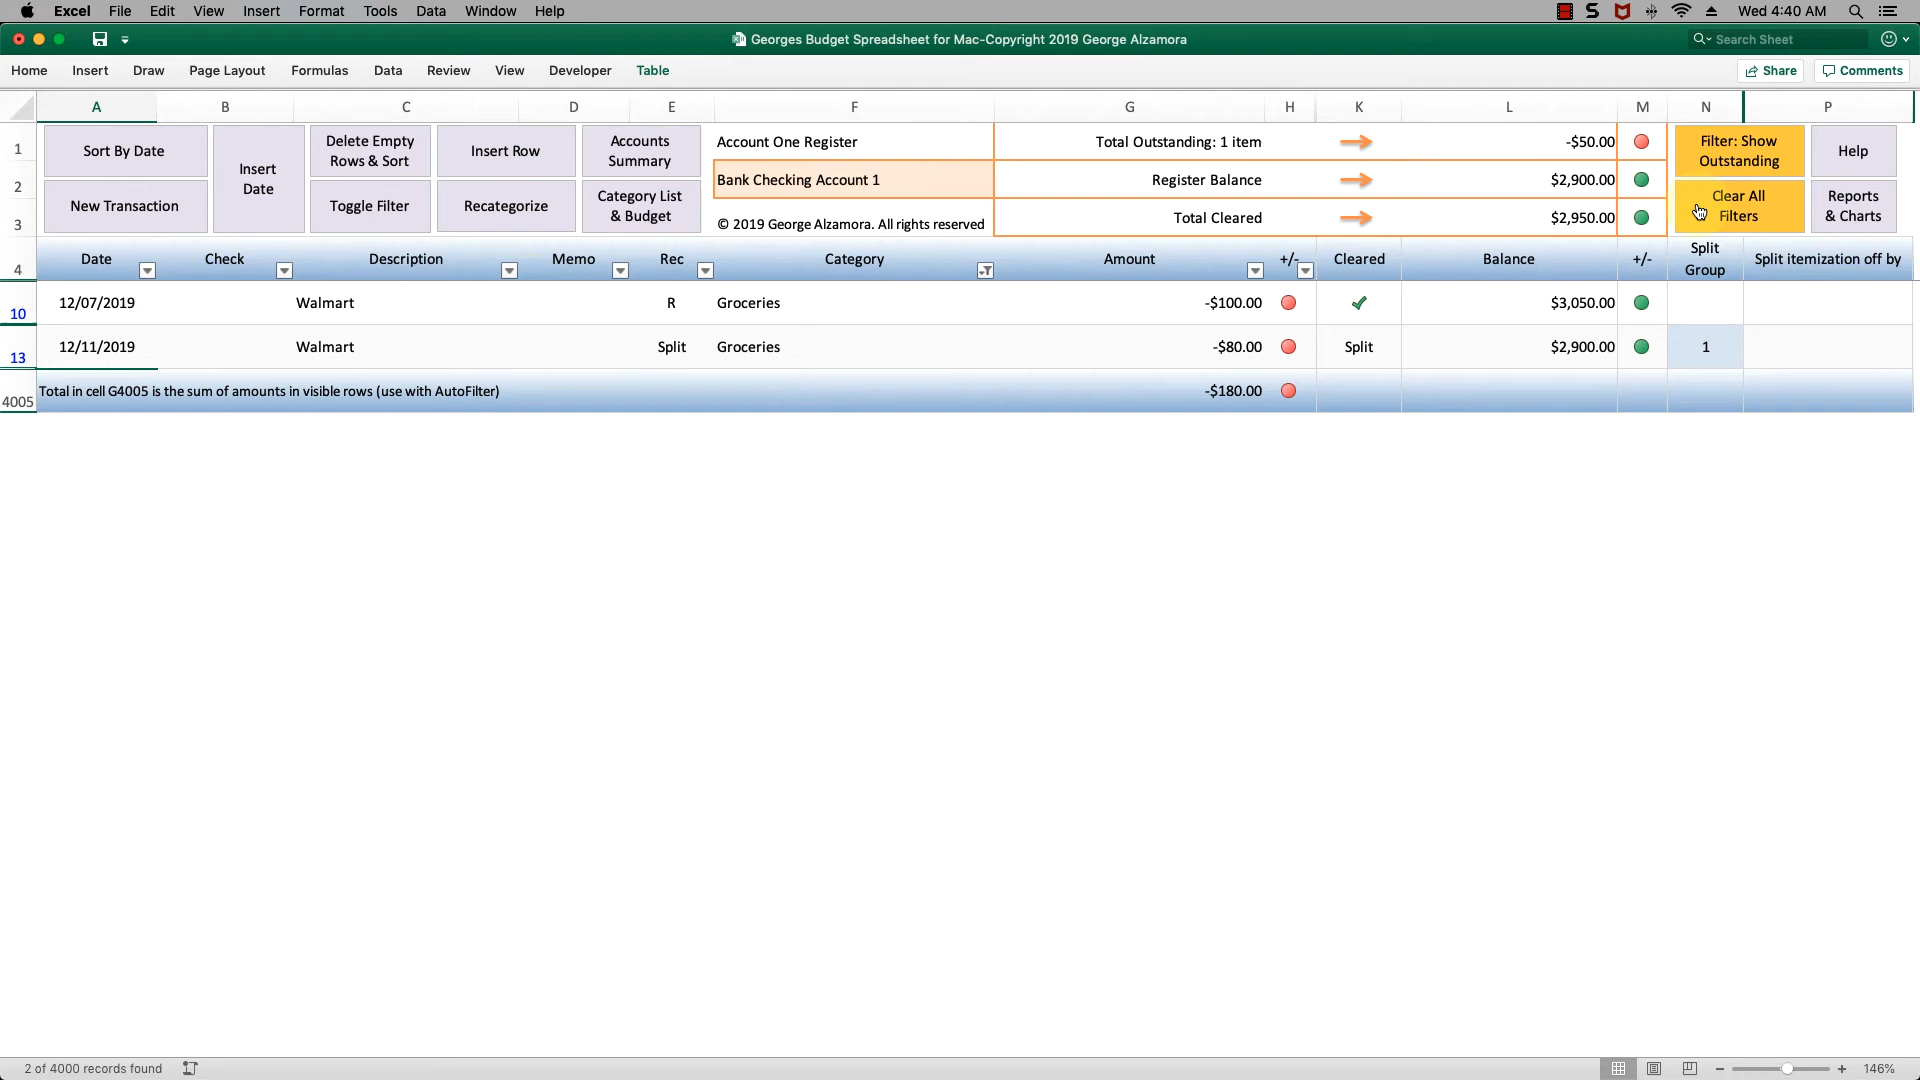 Excel File Edit View Insert Format Tools Data Window Help Wed 4:40 AM
Georges Budget Spreadsheet for Mac-Copyright 2019 George Alzamora Search Sheet
Home Insert Draw Page Layout Formulas Data Review View Developer Table Share Comments
A B C D E F G H K L M N P
1 2 3
Sort By Date
New Transaction
Insert
Date
Delete Empty
Rows & Sort
Toggle Filter
Insert Row
Recategorize
Accounts
Summary
Category List
& Budget
Account One Register
Bank Checking Account 1
© 2019 George Alzamora. All rights reserved
Total Outstanding: 1 item -$50.00
Register Balance $2,900.00
Total Cleared $2,950.00
Filter: Show
Outstanding
Clear All
Filters
Help
Reports
& Charts
4 Date Check Description Memo Rec Category Amount +/- Cleared Balance +/- Split
Group Split itemization off by
10 12/07/2019 Walmart R Groceries -$100.00 $3,050.00
13 12/11/2019 Walmart Split Groceries -$80.00 Split $2,900.00 1
4005 Total in cell G4005 is the sum of amounts in visible rows (use with AutoFilter) -$180.00
2 of 4000 records found 146%